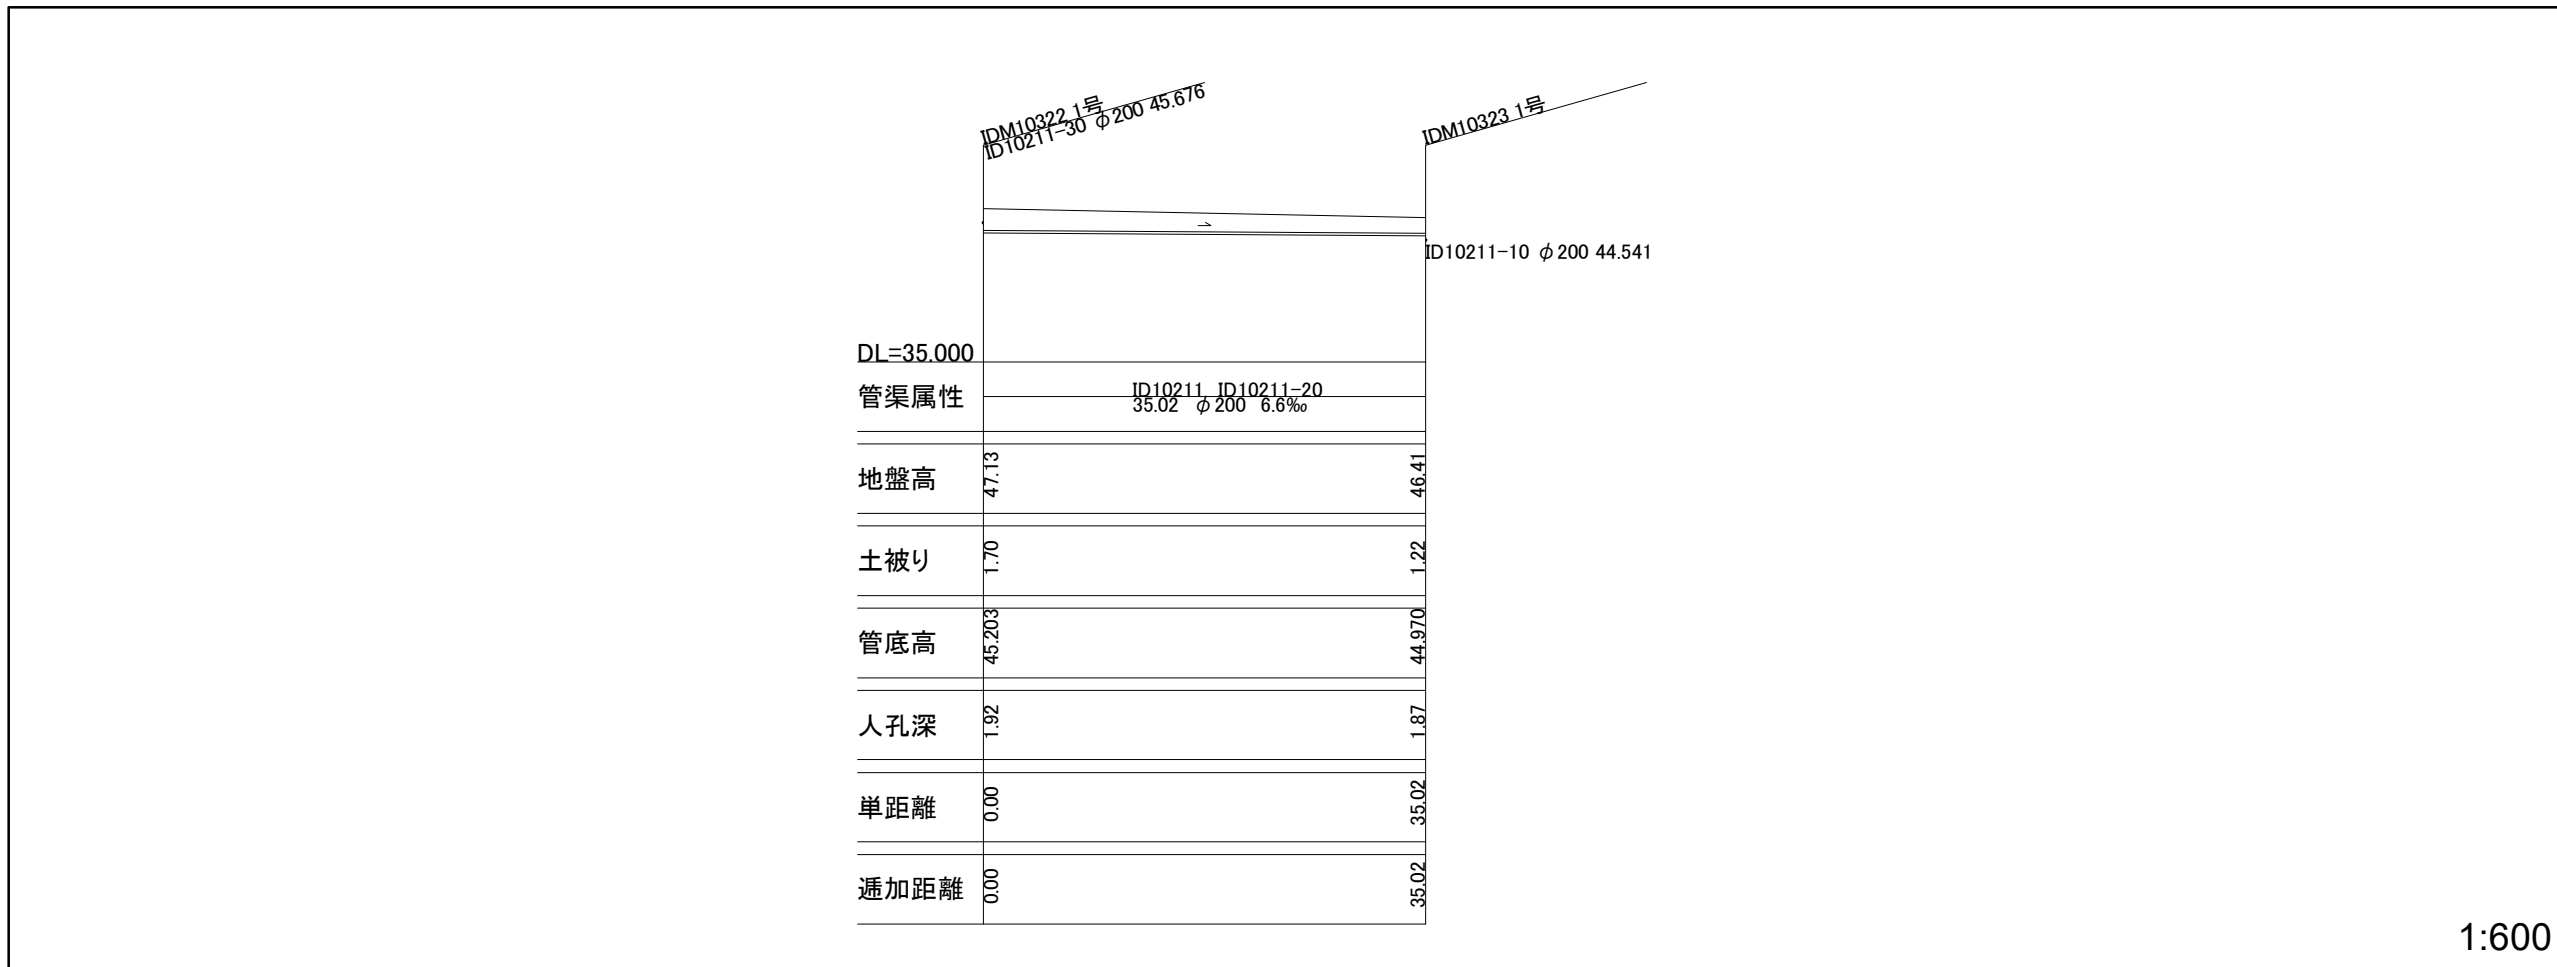 IDM10322 1号
ID10211-30 φ200 45.676
IDM10323 1号
ID10211-10 φ200 44.541
DL=35.000
管渠属性
ID10211 ID10211-20
35.02 φ200 6.6‰
地盤高 47.13 46.41
土被り 1.70 1.22
管底高 45.203 44.970
人孔深 1.92 1.87
単距離 0.00 35.02
逓加距離 0.00 35.02
1:600